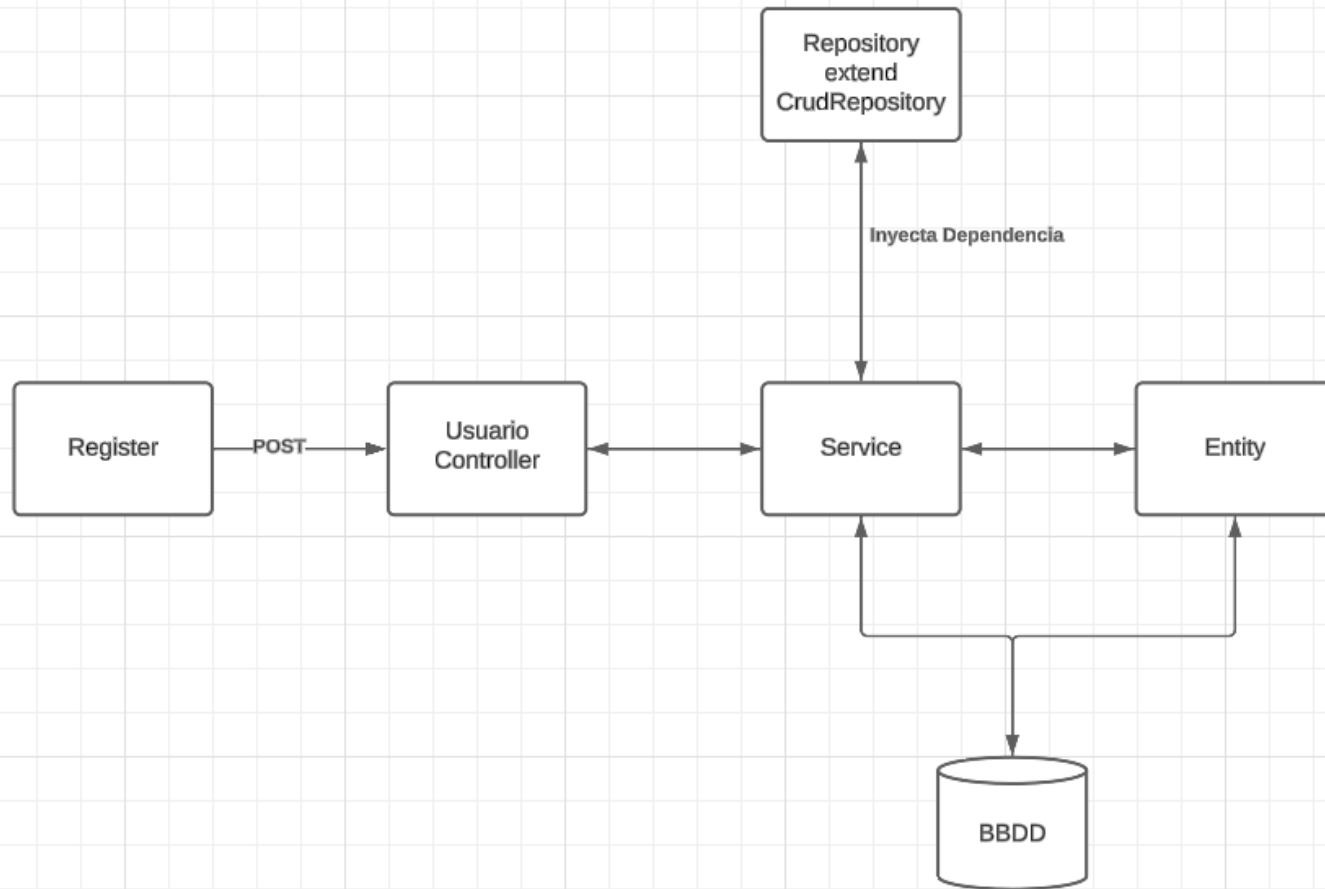 Repository
extend
CrudRepository
Inyecta Dependencia
Register
POST
Usuario
Controller
Service
Entity
BBDD